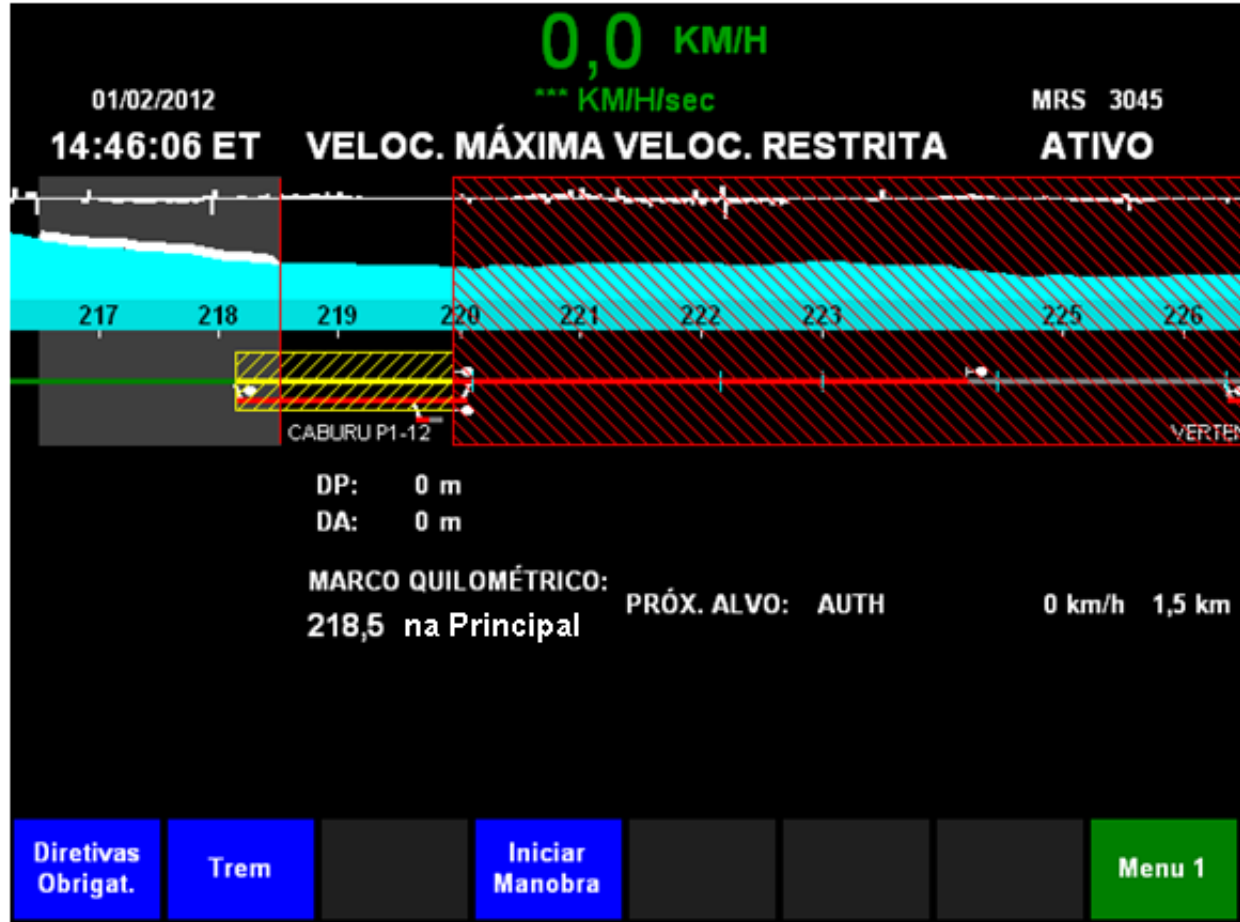 0,0 KM/H
01/02/2012 *** KM/H/sec MRS 3045
14:46:06 ET VELOC. MÁXIMA VELOC. RESTRITA ATIVO
217 218 219 220 221 222 223 225 226
CABURU P1-12 VERTEN
DP: 0 m
DA: 0 m
MARCO QUILOMÉTRICO:
PRÓX. ALVO: AUTH 0 km/h 1,5 km
218,5 na Principal
Diretivas Obrigat. Trem Iniciar Manobra Menu 1